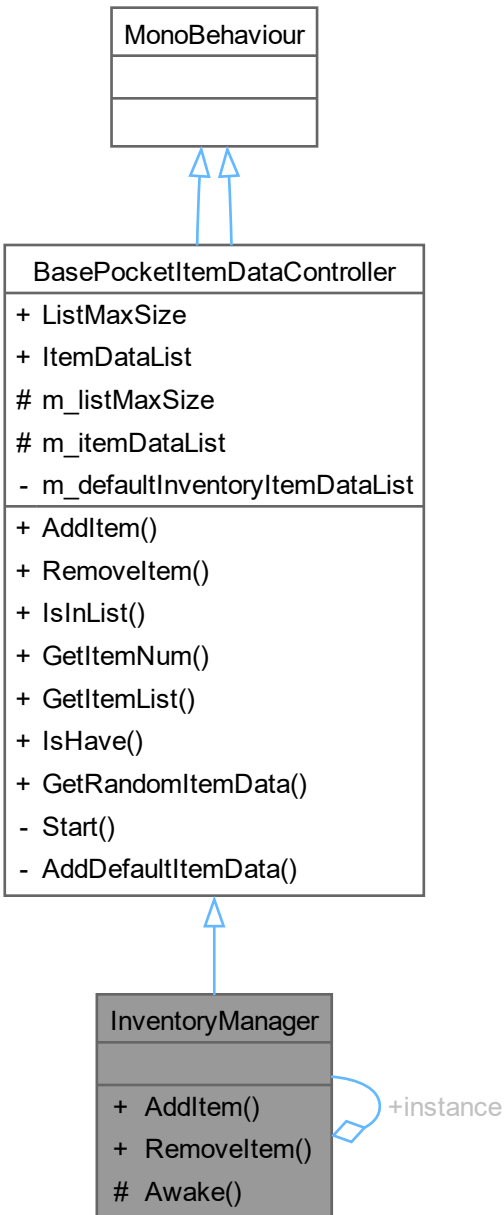 MonoBehaviour
BasePocketItemDataController
+ ListMaxSize
+ ItemDataList
# m_listMaxSize
# m_itemDataList
- m_defaultInventoryItemDataList
+ AddItem()
+ RemoveItem()
+ IsInList()
+ GetItemNum()
+ GetItemList()
+ IsHave()
+ GetRandomItemData()
- Start()
- AddDefaultItemData()
InventoryManager
+ AddItem()
+ RemoveItem()
# Awake()
+instance